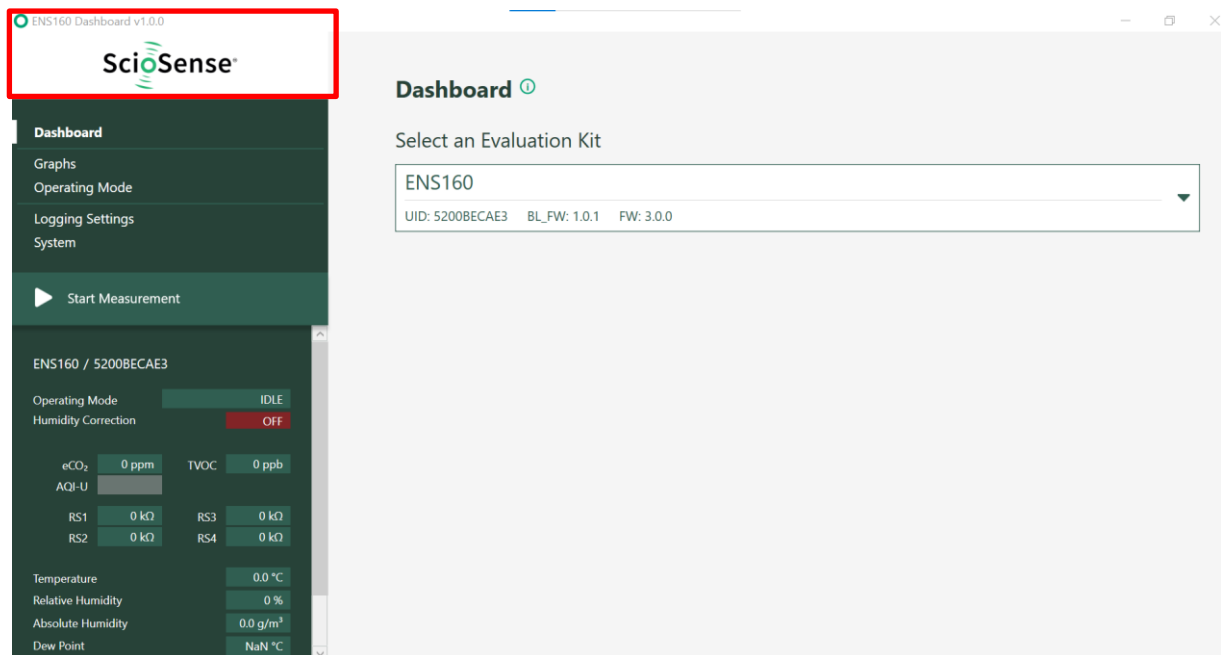 ENS160 Dashboard v1.0.0
ScioSense
Dashboard
Graphs
Operating Mode
Logging Settings
System
Start Measurement
ENS160 / 5200BECAE3
Operating Mode IDLE
Humidity Correction OFF
eCO₂ 0 ppm TVOC 0 ppb
AQI-U
RS1 0 kΩ RS3 0 kΩ
RS2 0 kΩ RS4 0 kΩ
Temperature 0.0 °C
Relative Humidity 0 %
Absolute Humidity 0.0 g/m³
Dew Point NaN °C
Dashboard
Select an Evaluation Kit
ENS160
UID: 5200BECAE3 BL_FW: 1.0.1 FW: 3.0.0